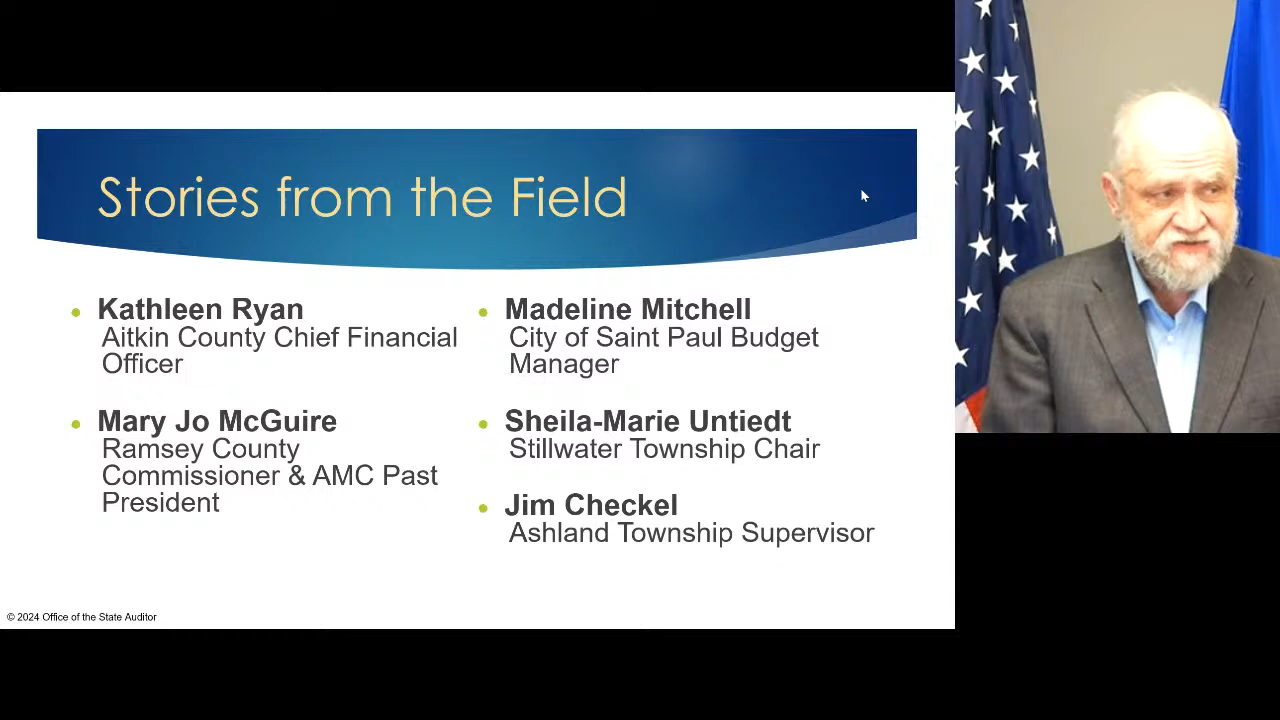 Stories from the Field
Kathleen Ryan
Aitkin County Chief Financial
Officer
Mary Jo McGuire
Ramsey County
Commissioner & AMC Past
President
Madeline Mitchell
City of Saint Paul Budget
Manager
Sheila-Marie Untiedt
Stillwater Township Chair
Jim Checkel
Ashland Township Supervisor
© 2024 Office of the State Auditor